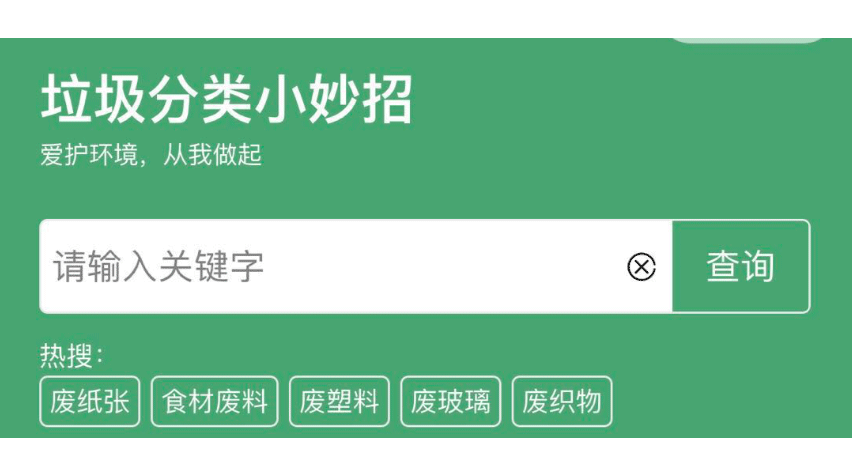 垃圾分类小妙招
爱护环境，从我做起
请输入关键字
查询
热搜：
废纸张 食材废料 废塑料 废玻璃 废织物